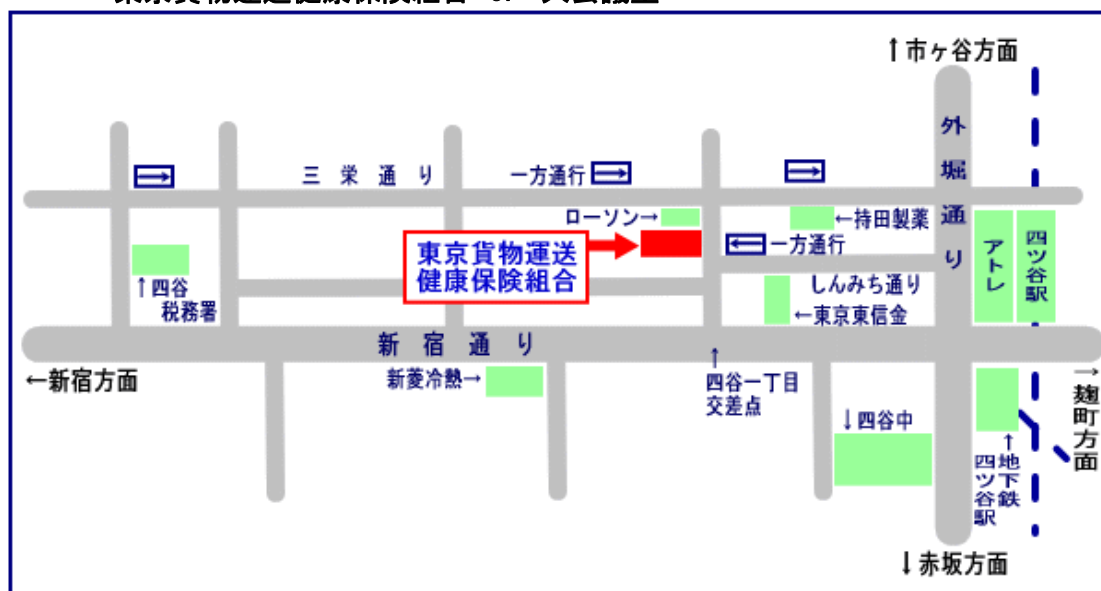 ↑市ヶ谷方面
外堀通り
三栄通り
一方通行
ローソン→
←持田製薬
東京貨物運送
健康保険組合
一方通行
アトレ
四ツ谷駅
↑四谷
税務署
しんみち通り
←東京東信金
新宿通り
←新宿方面
新菱冷熱→
↑
四谷一丁目
交差点
↓四谷中
→麹町方面
↑地下鉄
四ツ谷駅
↓赤坂方面